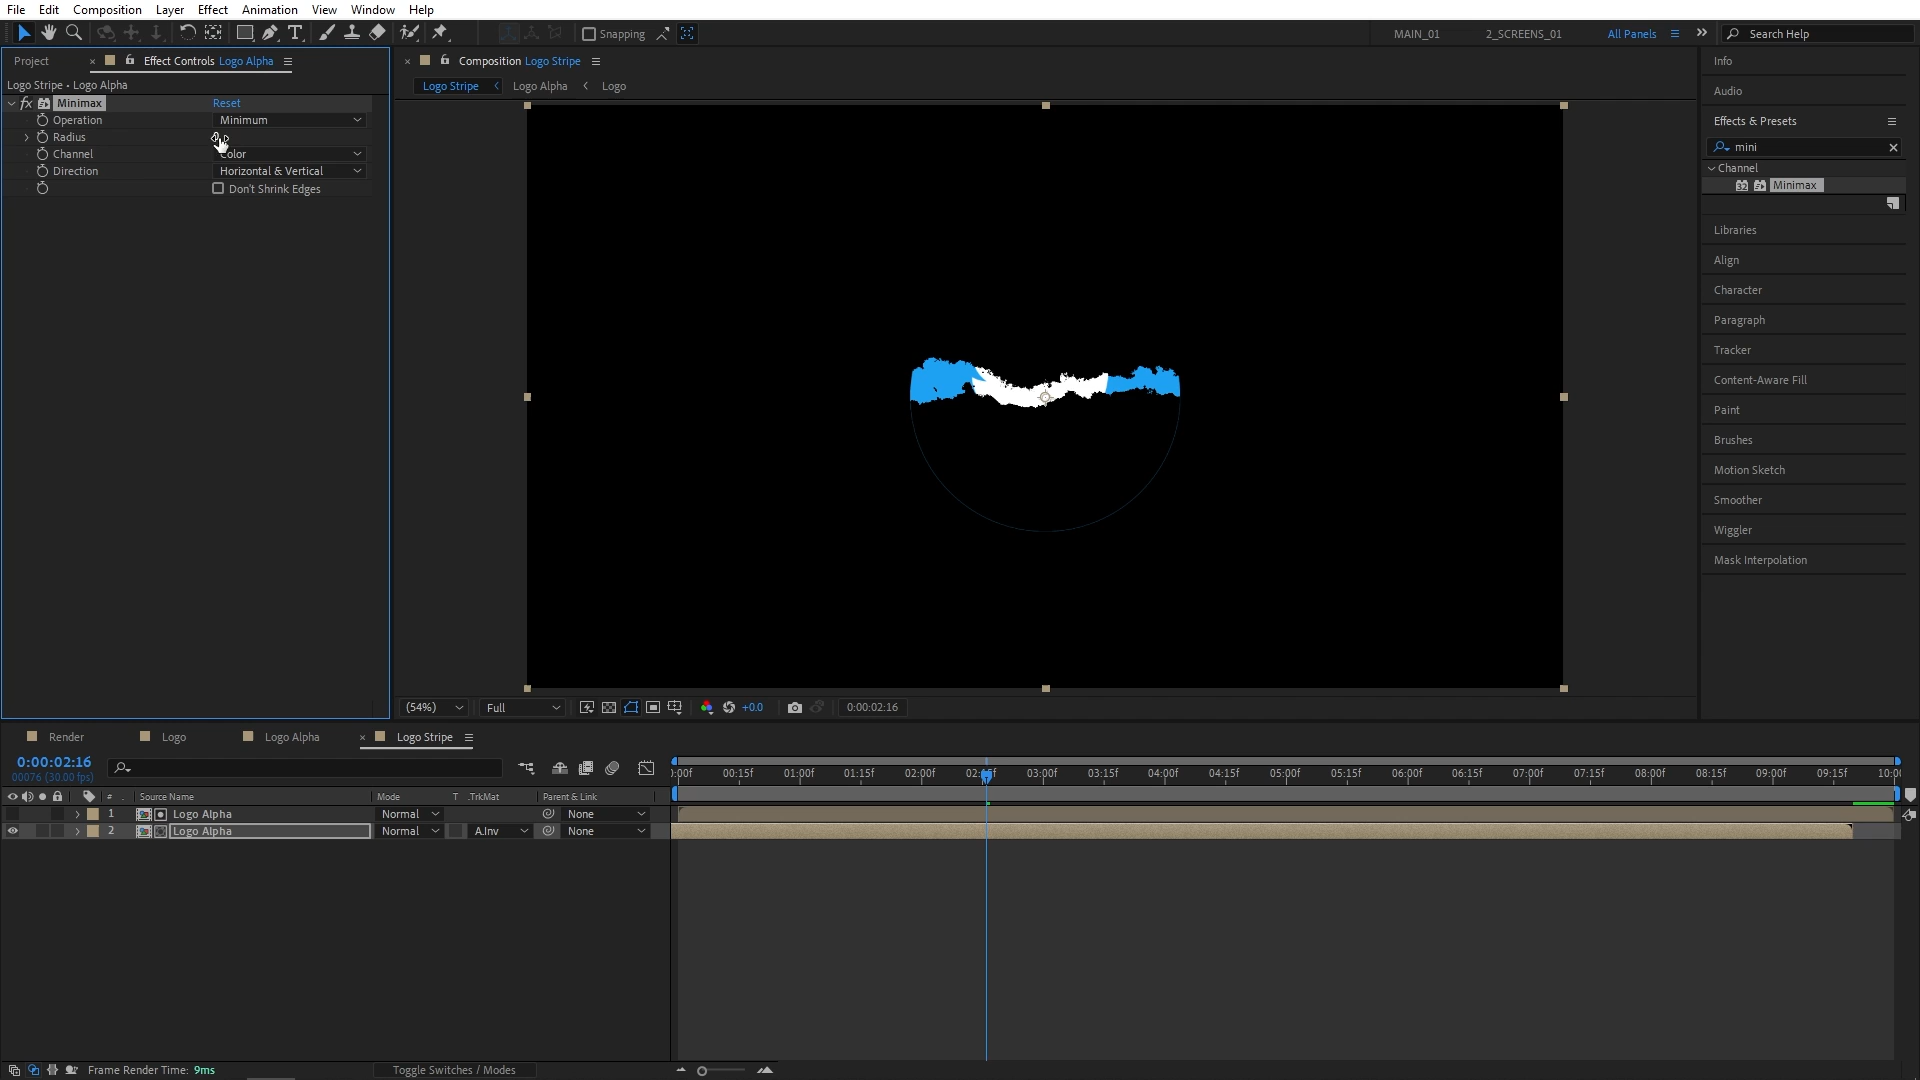 File Edit Composition Layer Effect Animation View Window Help
Snapping MAIN_01 2_SCREENS_01 All Panels Search Help
Project Effect Controls Logo Alpha Composition Logo Stripe Info
Logo Stripe • Logo Alpha Logo Stripe Logo Alpha Logo
Audio
fx Minimax Reset
Operation Minimum Effects & Presets
Radius
mini
Channel Color
Channel
Direction Horizontal & Vertical
32 Minimax
Don't Shrink Edges
Libraries
Align
Character
Paragraph
Tracker
Content-Aware Fill
Paint
Brushes
Motion Sketch
Smoother
Wiggler
Mask Interpolation
(54%) Full +0.0 0:00:02:16
Render Logo Logo Alpha Logo Stripe
0:00:02:16
00076 (30.00 fps)
:00f 00:15f 01:00f 01:15f 02:00f 03:00f 03:15f 04:00f 04:15f 05:00f 05:15f 06:00f 06:15f 07:00f 07:15f 08:00f 08:15f 09:00f 09:15f 10:0
# Source Name Mode T .TrkMat Parent & Link
1 Logo Alpha Normal None
2 Logo Alpha Normal A.Inv None
Frame Render Time: 9ms Toggle Switches / Modes